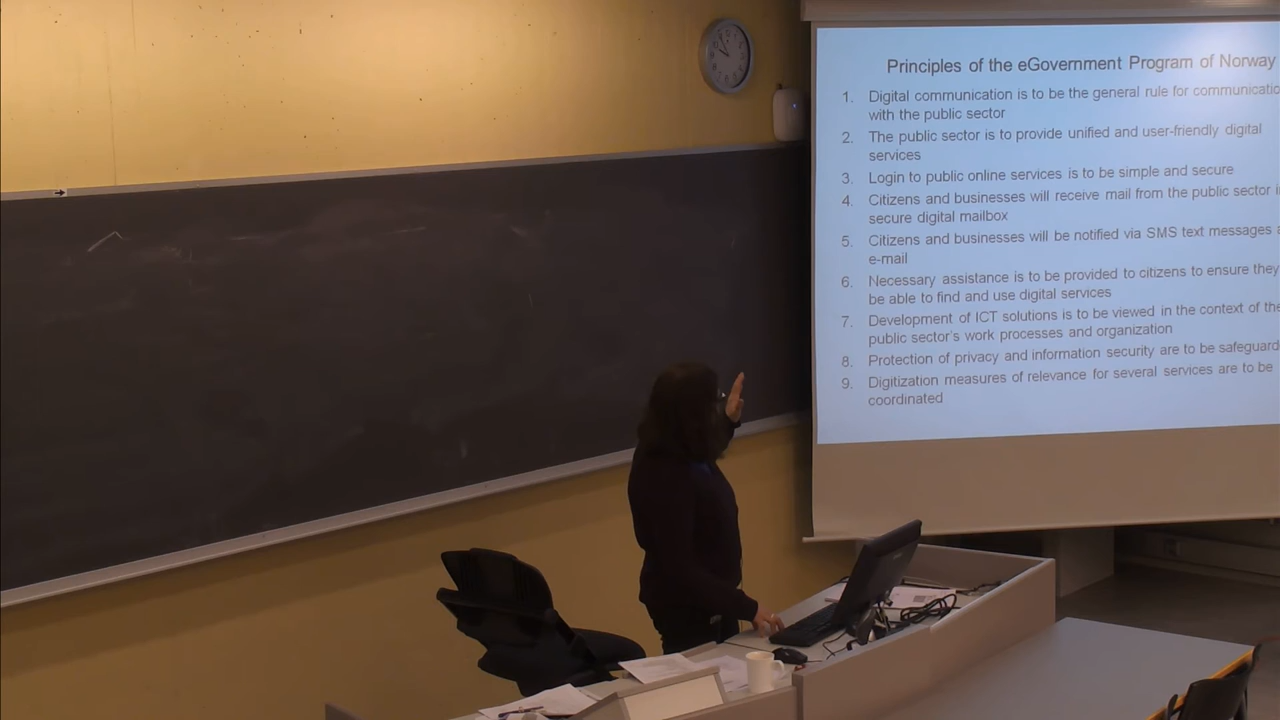 Principles of the eGovernment Program of Norway
1. Digital communication is to be the general rule for communicatio
with the public sector
2. The public sector is to provide unified and user-friendly digital
services
3. Login to public online services is to be simple and secure
4. Citizens and businesses will receive mail from the public sector i
secure digital mailbox
5. Citizens and businesses will be notified via SMS text messages a
e-mail
6. Necessary assistance is to be provided to citizens to ensure they
be able to find and use digital services
7. Development of ICT solutions is to be viewed in the context of the
public sector's work processes and organization
8. Protection of privacy and information security are to be safeguard
9. Digitization measures of relevance for several services are to be
coordinated